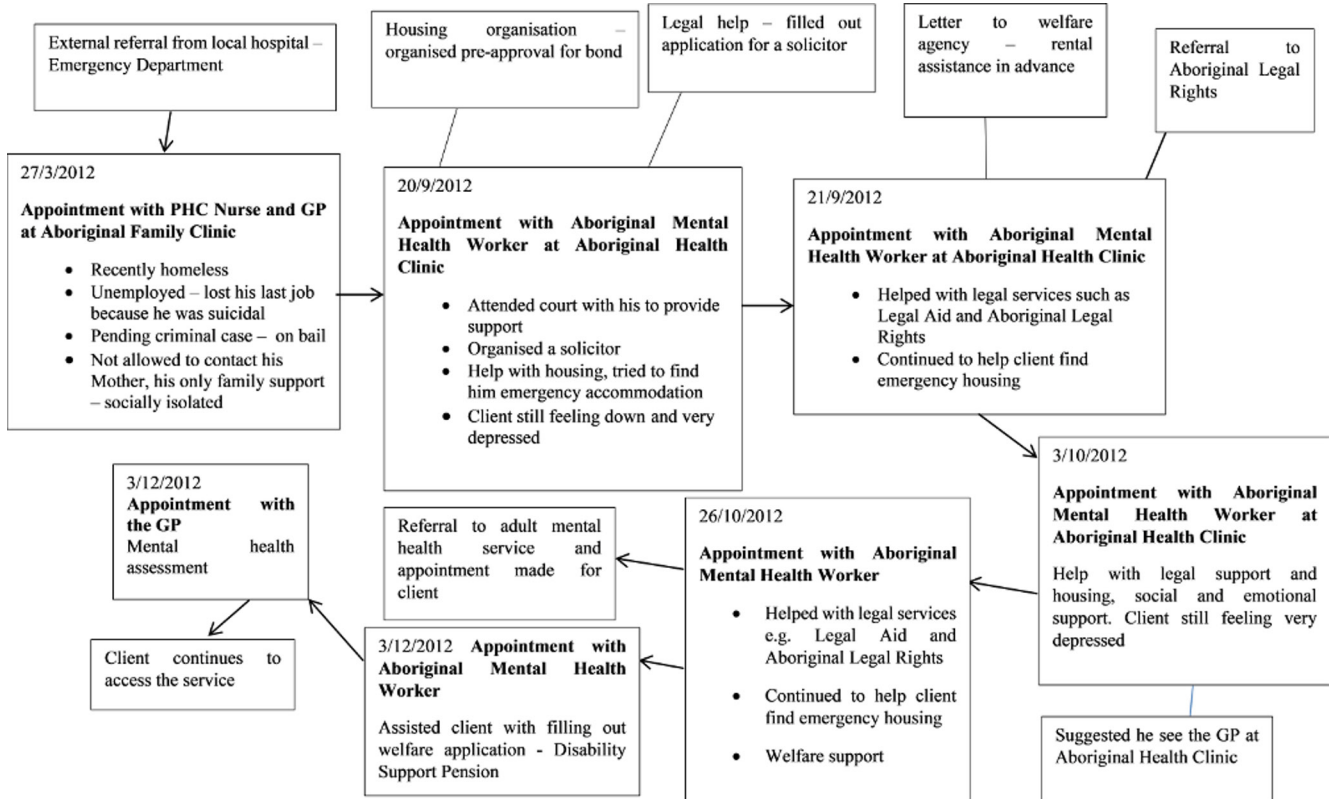 External referral from local hospital –
Emergency Department
Housing organisation –
organised pre-approval for bond
Legal help – filled out
application for a solicitor
Letter to welfare
agency – rental
assistance in advance
Referral to
Aboriginal Legal
Rights
27/3/2012
Appointment with PHC Nurse and GP
at Aboriginal Family Clinic
• Recently homeless
• Unemployed – lost his last job
because he was suicidal
• Pending criminal case – on bail
• Not allowed to contact his
Mother, his only family support
– socially isolated
20/9/2012
Appointment with Aboriginal Mental
Health Worker at Aboriginal Health
Clinic
• Attended court with his to provide
support
• Organised a solicitor
• Help with housing, tried to find
him emergency accommodation
• Client still feeling down and very
depressed
21/9/2012
Appointment with Aboriginal Mental
Health Worker at Aboriginal Health Clinic
• Helped with legal services such as
Legal Aid and Aboriginal Legal
Rights
• Continued to help client find
emergency housing
3/10/2012
Appointment with Aboriginal
Mental Health Worker at
Aboriginal Health Clinic
Help with legal support and
housing, social and emotional
support. Client still feeling very
depressed
Suggested he see the GP at
Aboriginal Health Clinic
26/10/2012
Appointment with Aboriginal
Mental Health Worker
• Helped with legal services
e.g. Legal Aid and
Aboriginal Legal Rights
• Continued to help client
find emergency housing
• Welfare support
Referral to adult mental
health service and
appointment made for
client
3/12/2012 Appointment with
Aboriginal Mental Health
Worker
Assisted client with filling out
welfare application - Disability
Support Pension
3/12/2012
Appointment with
the GP
Mental health
assessment
Client continues to
access the service